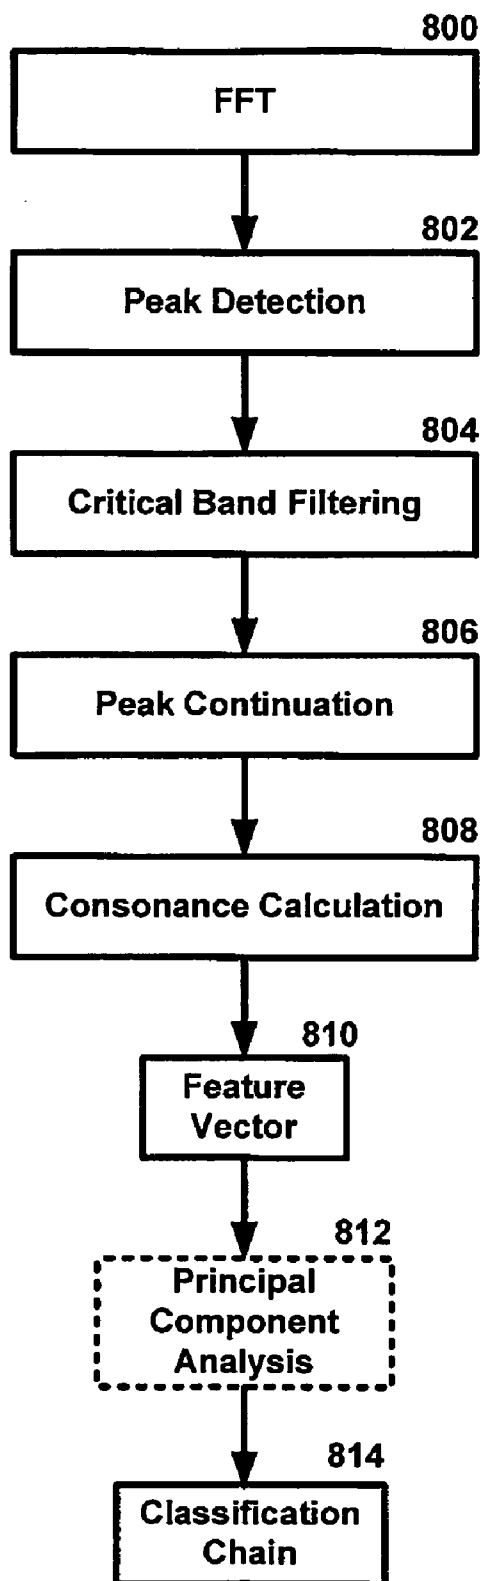 800
FFT
802
Peak Detection
804
Critical Band Filtering
806
Peak Continuation
808
Consonance Calculation
810
Feature
Vector
812
Principal
Component
Analysis
814
Classification
Chain